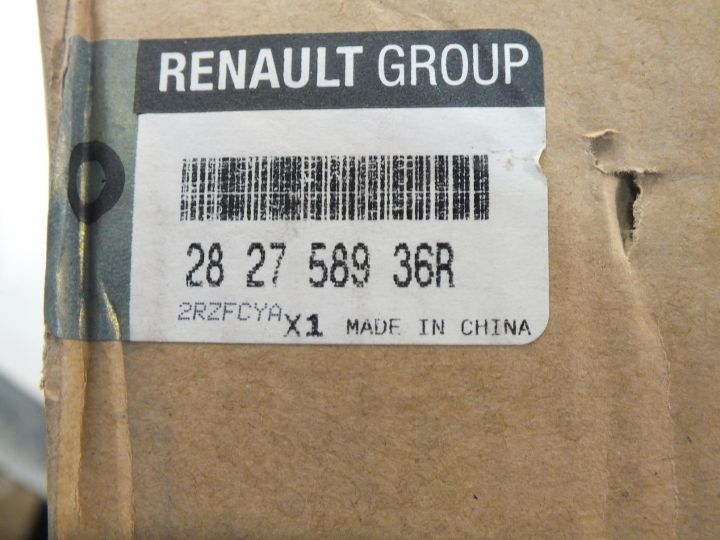 RENAULT GROUP
28 27 589 36R
2RZFCYA X1 MADE IN CHINA